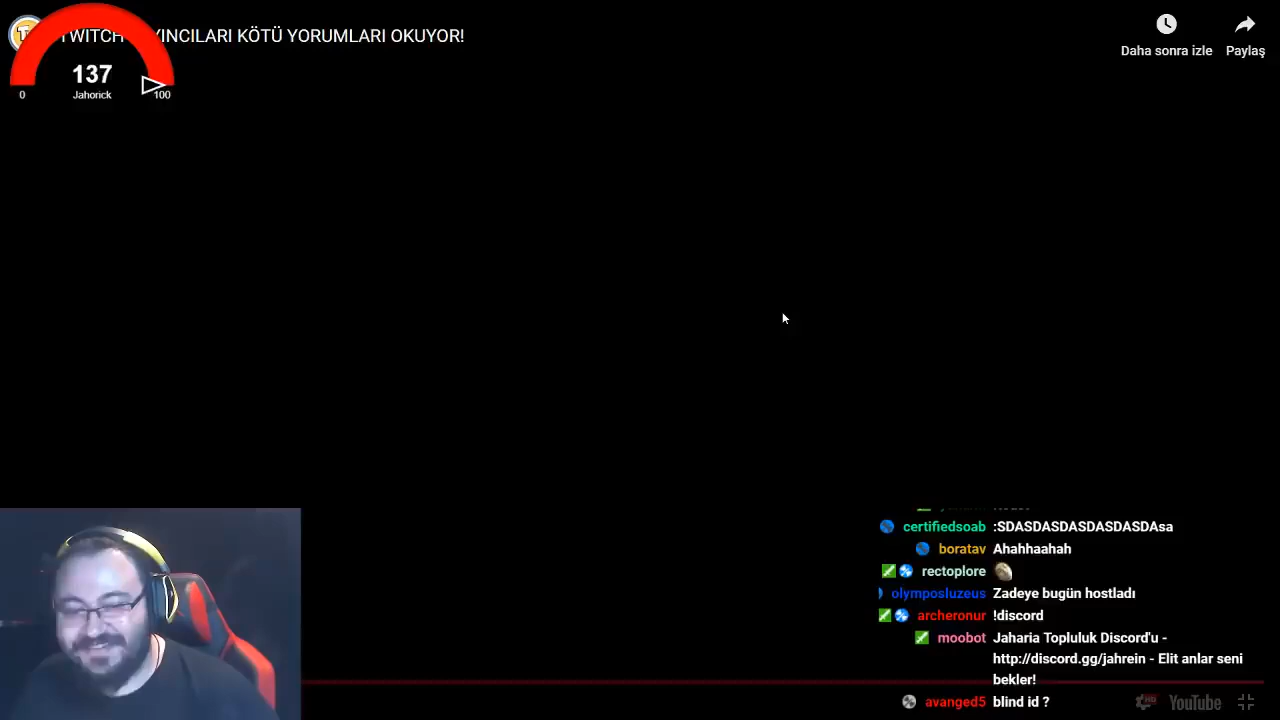 TWITCH YINCILARI KÖTÜ YORUMLARI OKUYOR!
Daha sonra izle
Paylaş
137
0
Jahorick
100
certifiedsoab :SDASDASDASDASDASDAsa
boratav Ahahhaahah
rectoplore
olymposluzeus Zadeye bugün hostladı
archeronur !discord
moobot Jaharia Topluluk Discord'u -
http://discord.gg/jahrein - Elit anlar seni
bekler!
avanged5 blind id ?
HD YouTube